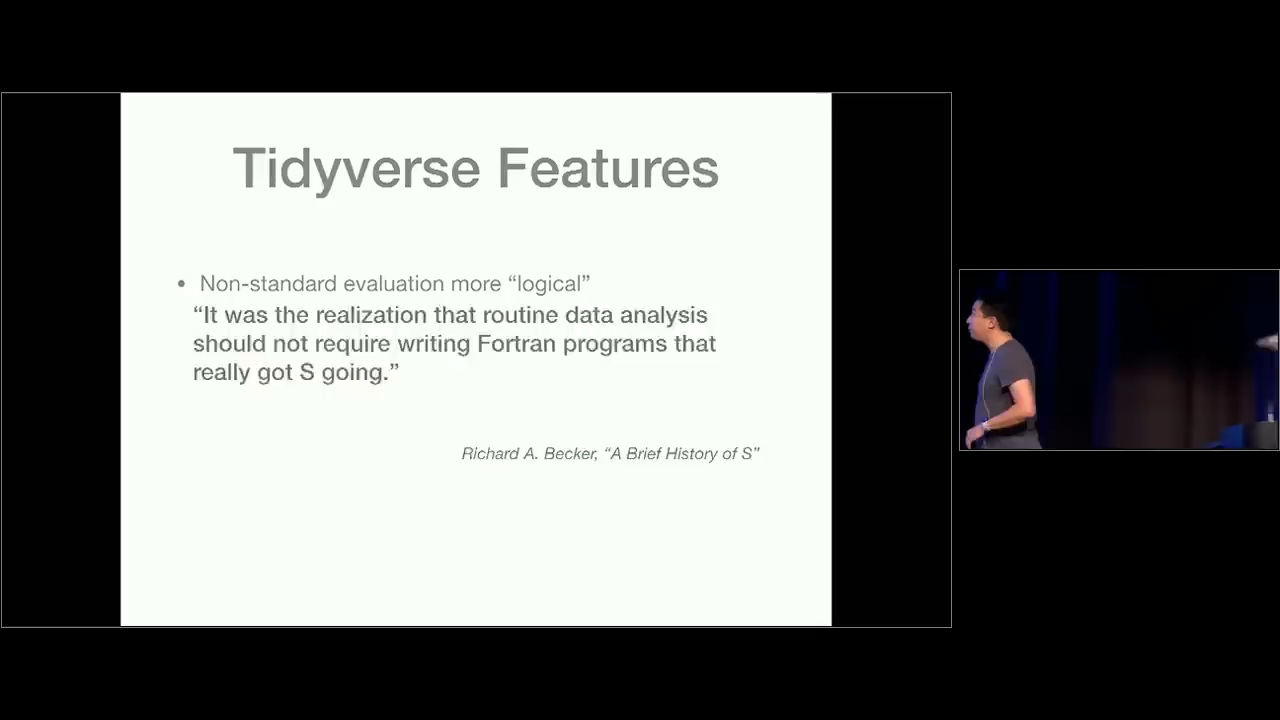 Tidyverse Features
• Non-standard evaluation more “logical”
“It was the realization that routine data analysis
should not require writing Fortran programs that
really got S going.”
Richard A. Becker, “A Brief History of S”